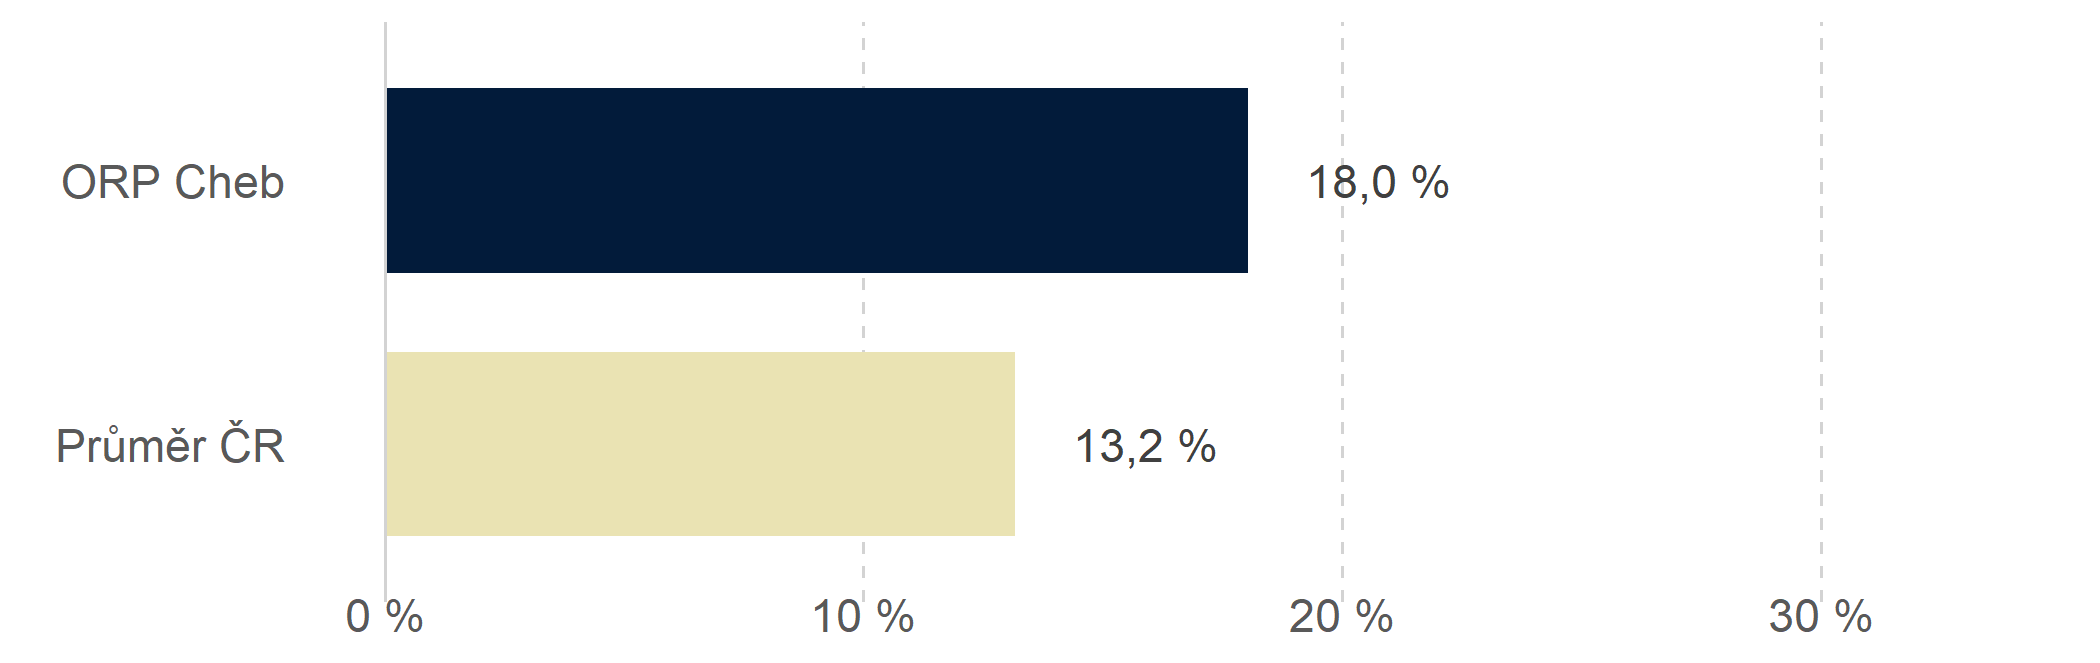 ORP Cheb 18,0 %
Průměr ČR 13,2 %
0 % 10 % 20 % 30 %